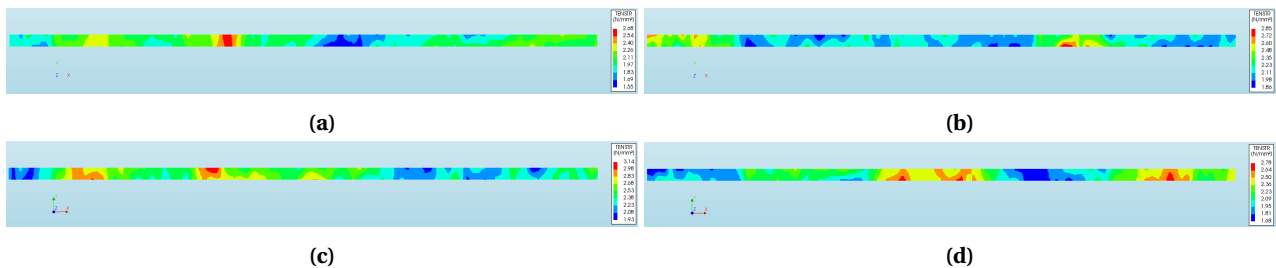 TENSTR
(N/mm²)
2.68
2.54
2.40
2.26
2.11
1.97
1.83
1.69
1.55
Z X
(a)
TENSTR
(N/mm²)
2.85
2.72
2.60
2.48
2.35
2.23
2.11
1.98
1.86
Z X
(b)
TENSTR
(N/mm²)
3.14
2.98
2.83
2.68
2.53
2.38
2.23
2.08
1.93
Y
Z X
(c)
TENSTR
(N/mm²)
2.78
2.64
2.50
2.36
2.23
2.09
1.95
1.81
1.68
Y
Z X
(d)